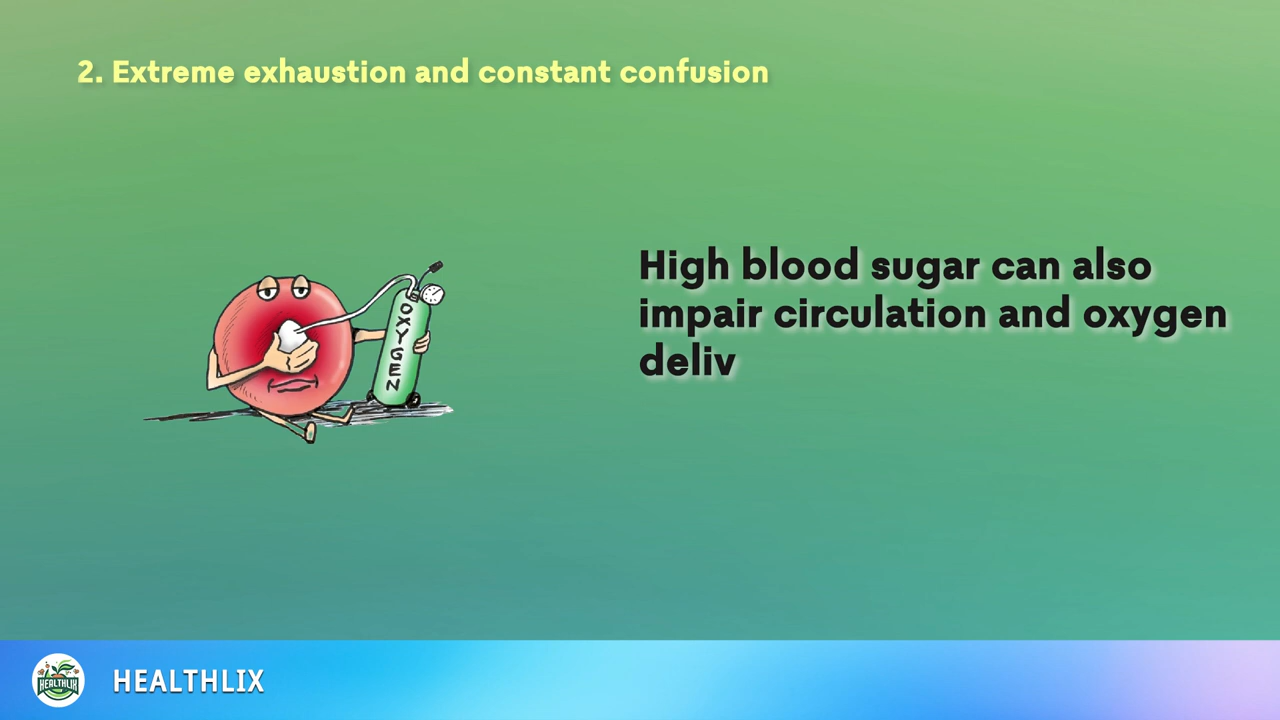 2. Extreme exhaustion and constant confusion
High blood sugar can also
impair circulation and oxygen
deliv
OXYGEN
HEALTHLIX
HEALTHLIX